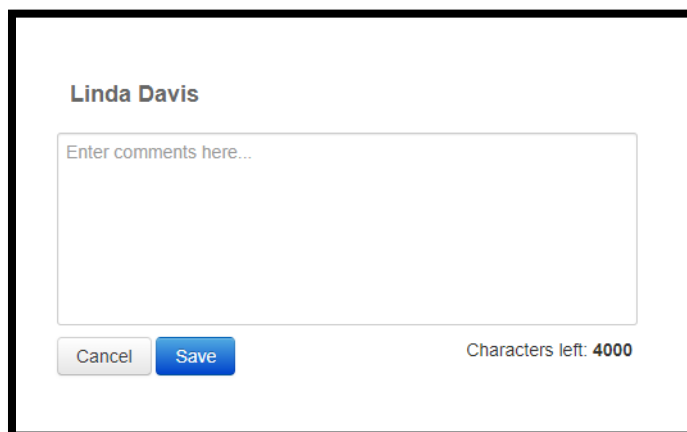 Linda Davis
Enter comments here...
Cancel Save Characters left: 4000